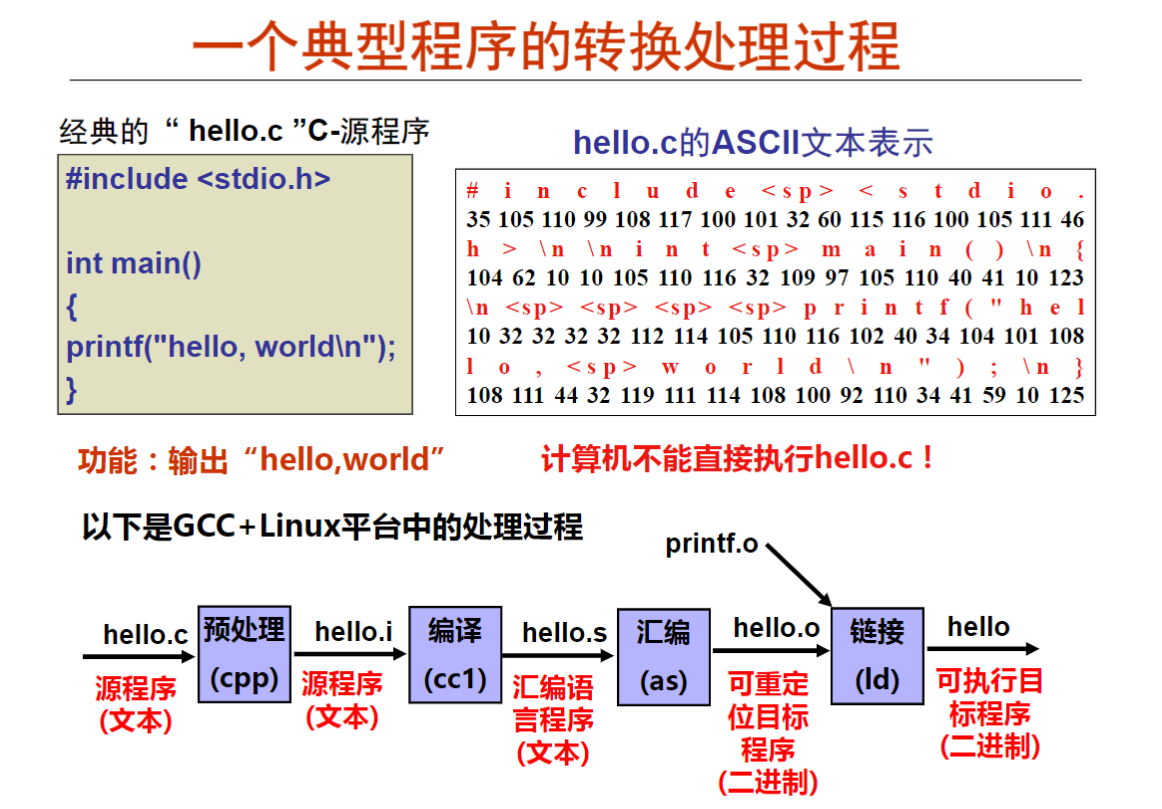 一个典型程序的转换处理过程
经典的“ hello.c ”C-源程序
#include <stdio.h>
int main()
{
printf("hello, world\n");
}
hello.c的ASCII文本表示
# i n c l u d e <sp> < s t d i o .
35 105 110 99 108 117 100 101 32 60 115 116 100 105 111 46
h > \n \n i n t <sp> m a i n ( ) \n {
104 62 10 10 105 110 116 32 109 97 105 110 40 41 10 123
\n <sp> <sp> <sp> <sp> p r i n t f ( " h e l
10 32 32 32 32 112 114 105 110 116 102 40 34 104 101 108
l o , <sp> w o r l d \ n " ) ; \n }
108 111 44 32 119 111 114 108 100 92 110 34 41 59 10 125
功能：输出“hello,world”
计算机不能直接执行hello.c！
以下是GCC+Linux平台中的处理过程
printf.o
hello.c
源程序
(文本)
预处理
(cpp)
hello.i
源程序
(文本)
编译
(cc1)
hello.s
汇编语
言程序
(文本)
汇编
(as)
hello.o
可重定
位目标
程序
(二进制)
链接
(ld)
hello
可执行目
标程序
(二进制)